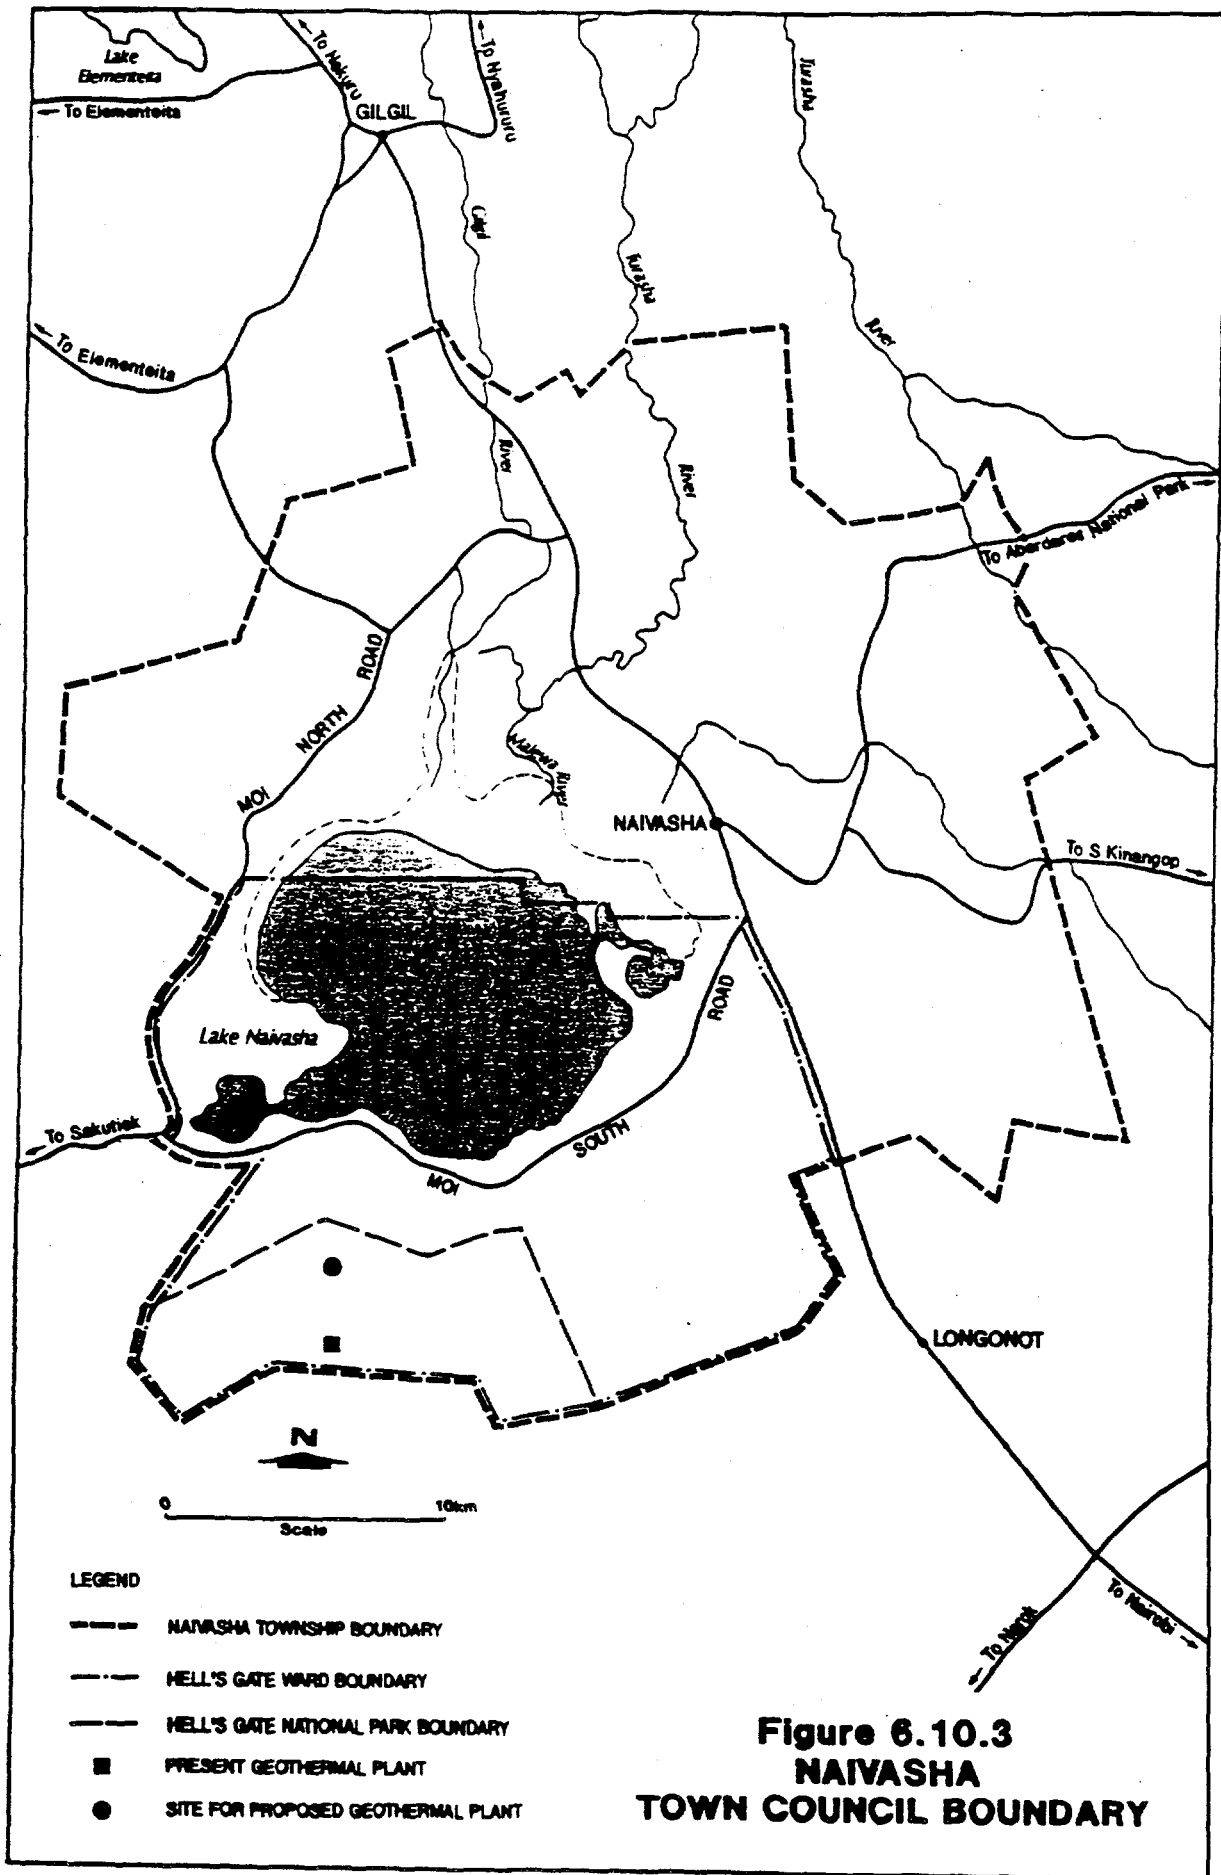 Lake
Elementeita
← To Elementeita
← To Nakuru
← To Nyahururu
GILGIL
Turasha
Gilgil
Turasha
River
← To Elementeita
River
River
To Aberdares National Park →
ROAD
NORTH
MOI
Malewa
River
NAIVASHA
To S Kinangop →
Lake Naivasha
ROAD
← To Sakutiek
SOUTH
MOI
LONGONOT
N
0 10km
Scale
To Nairobi →
← To Narok
LEGEND
NAIVASHA TOWNSHIP BOUNDARY
HELL'S GATE WARD BOUNDARY
HELL'S GATE NATIONAL PARK BOUNDARY
PRESENT GEOTHERMAL PLANT
SITE FOR PROPOSED GEOTHERMAL PLANT
Figure 6.10.3
NAIVASHA
TOWN COUNCIL BOUNDARY